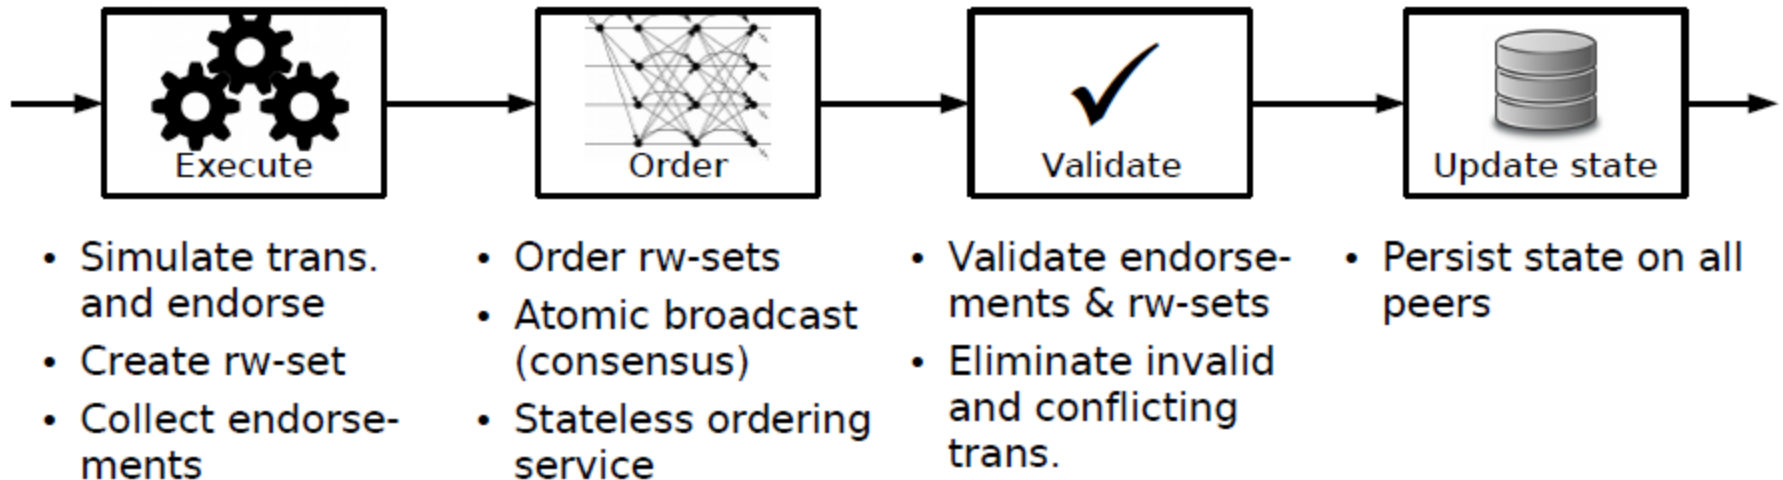 Execute
Order
Validate
Update state
• Simulate trans.
and endorse
• Create rw-set
• Collect endorse-
ments
• Order rw-sets
• Atomic broadcast
(consensus)
• Stateless ordering
service
• Validate endorse-
ments & rw-sets
• Eliminate invalid
and conflicting
trans.
• Persist state on all
peers